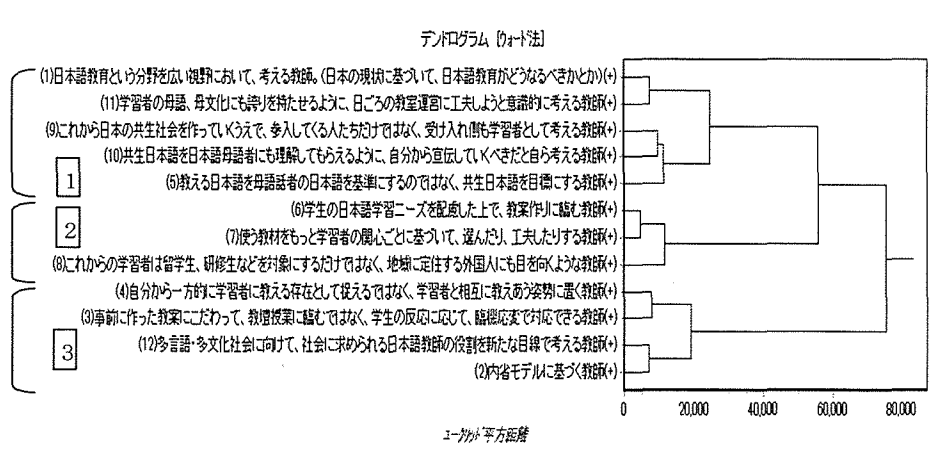 デンドログラム [ウォード法]
(1)日本語教育という分野を広い視野において、考える教師。(日本の現状に基づいて、日本語教育がどうなるべきかとか)(+)
(11)学習者の母語、母文化にも誇りを持たせるように、日ごろの教室運営に工夫しようと意識的に考える教師(+)
(9)これから日本の共生社会を作っていくうえで、参入してくる人たちだけではなく、受け入れ側も学習者として考える教師(+)
(10)共生日本語を日本語母語者にも理解してもらえるように、自分から宣伝していくべきだと自ら考える教師(+)
1
(5)教える日本語を母語話者の日本語を基準にするのではなく、共生日本語を目標にする教師(+)
(6)学生の日本語学習ニーズを配慮した上で、教案作りに臨む教師(+)
2
(7)使う教材をもっと学習者の関心ごとに基づいて、選んだり、工夫したりする教師(+)
(8)これからの学習者は留学生、研修生などを対象にするだけではなく、地域に定住する外国人にも目を向くような教師(+)
(4)自分から一方的に学習者に教える存在として捉えるではなく、学習者と相互に教えあう姿勢に置く教師(+)
(3)事前に作った教案にこだわって、教壇授業に臨むではなく、学生の反応に応じて、臨機応変で対応できる教師(+)
3
(12)多言語・多文化社会に向けて、社会に求められる日本語教師の役割を新たな目線で考える教師(+)
(2)内省モデルに基づく教師(+)
0 20,000 40,000 60,000 80,000
ユークリッド平方距離